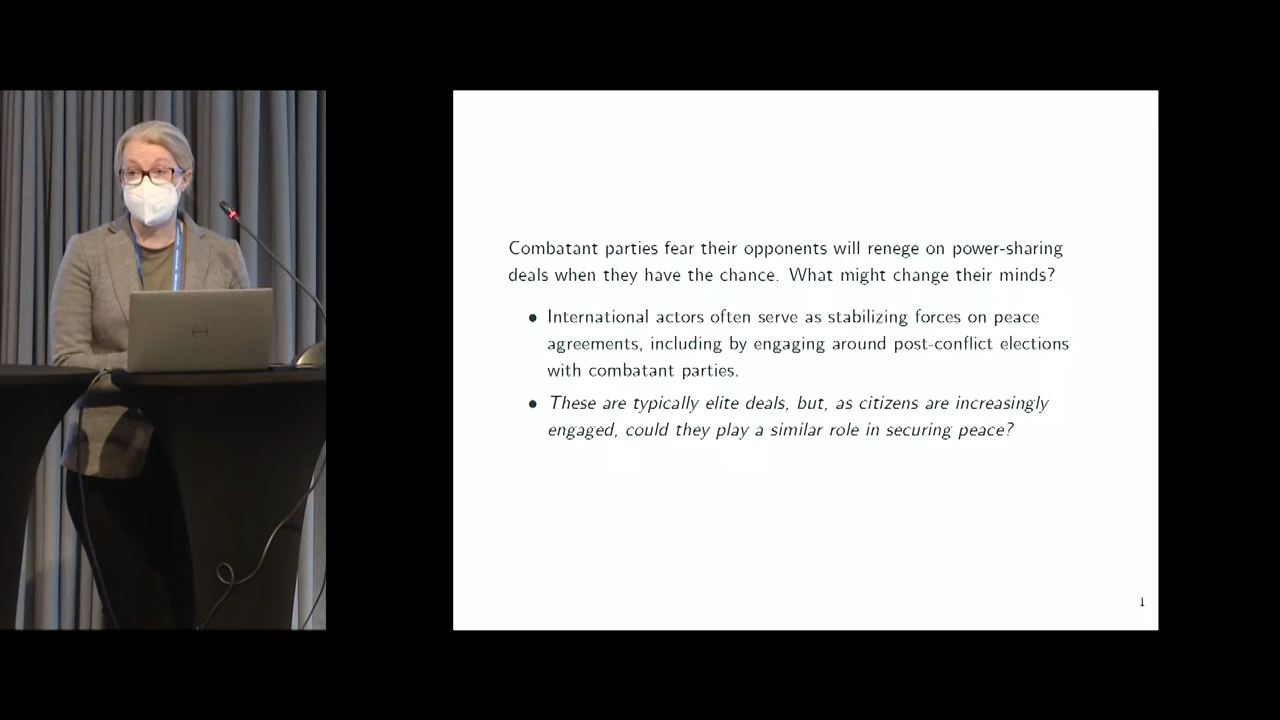 Combatant parties fear their opponents will renege on power-sharing
deals when they have the chance. What might change their minds?
• International actors often serve as stabilizing forces on peace
agreements, including by engaging around post-conflict elections
with combatant parties.
• These are typically elite deals, but, as citizens are increasingly
engaged, could they play a similar role in securing peace?
1